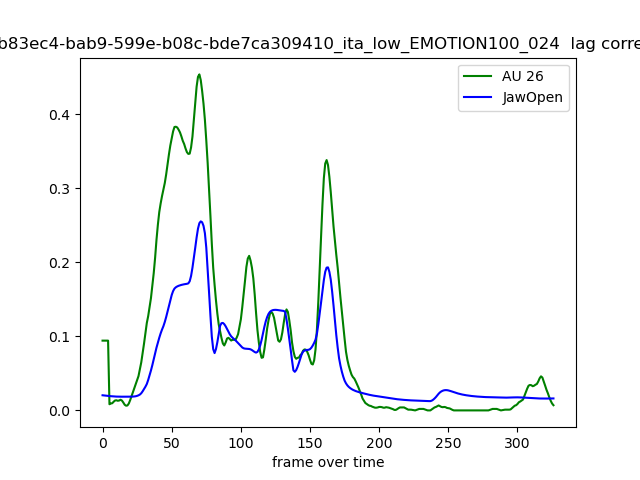 b83ec4-bab9-599e-b08c-bde7ca309410_ita_low_EMOTION100_024 lag corre
AU 26
JawOpen
0.4
0.3
0.2
0.1
0.0
0 50 100 150 200 250 300
frame over time